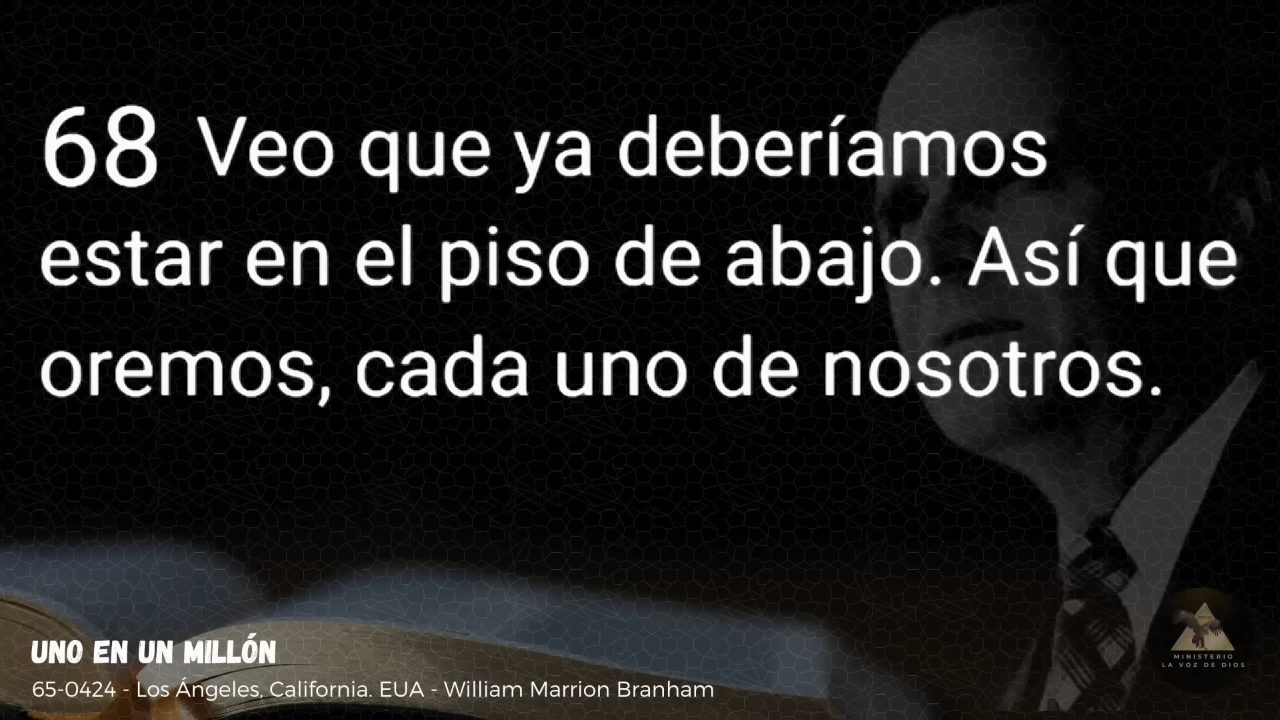 68 Veo que ya deberíamos
estar en el piso de abajo. Así que
oremos, cada uno de nosotros.
UNO EN UN MILLÓN
65-0424 - Los Ángeles, California. EUA - William Marrion Branham
MINISTERIO
LA VOZ DE DIOS